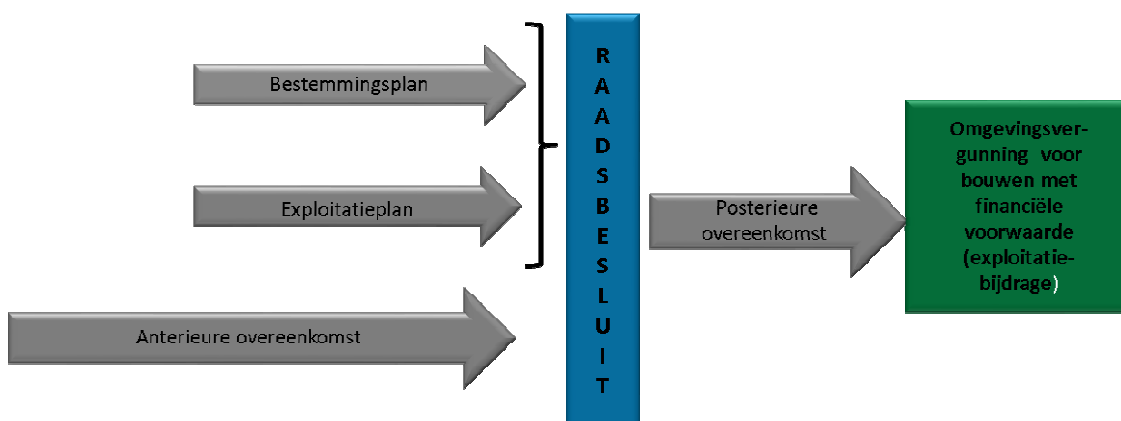 Bestemmingsplan
Exploitatieplan
Anterieure overeenkomst
R
A
A
D
S
B
E
S
L
U
I
T
Posterieure
overeenkomst
Omgevingsver-
gunning voor
bouwen met
financiële
voorwaarde
(exploitatie-
bijdrage)